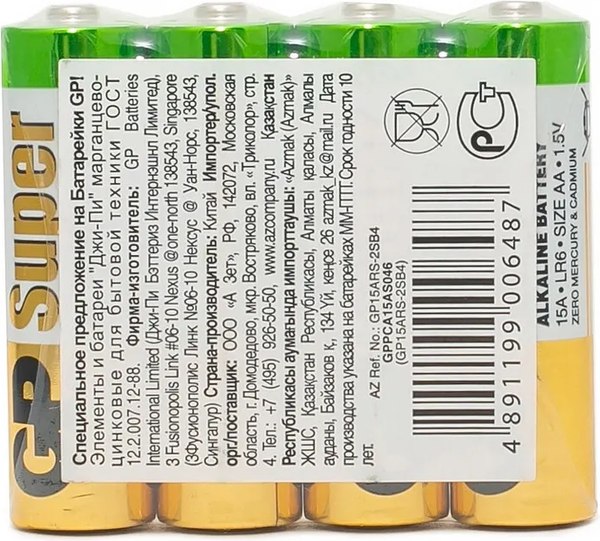 GP Super
Специальное предложение на Батарейки GP!
Элементы и батареи "Джи-Пи" марганцево-
цинковые для бытовой техники ГОСТ
12.2.007.12-88. Фирма-изготовитель: GP Batteries
International Limited (Джи-Пи Бэттериз Интернэшнл Лимитед),
3 Fusionopolis Link #06-10 Nexus @one-north 138543, Singapore
(3Фусионополис Линк №06-10 Нексус @ Уан-Норс, 138543,
Сингапур) Страна-производитель: Китай Импортер/упол.
орг/поставщик: ООО «А Зет», РФ, 142072, Московская
область, г. Домодедово, мкр. Востряково, вл. «Триколор», стр.
4. Тел.: +7 (495) 926-50-50, www.azcompany.ru Қазақстан
Республикасы аумағында импорттаушы: «Azmak (Азмак)»
ЖШС, Қазақстан Республикасы, Алматы қаласы, Алмалы
ауданы, Байзаков к., 134 Үй, кеңсе 26 azmak_kz@mail.ru Дата
производства указана на батарейках ММ-ГГГГ. Срок годности 10
лет.
AZ Ref. No.: GP15ARS-2SB4
GPPCA15AS046
(GP15ARS-2SB4)
4 891199 006487
РСТ
ALKALINE BATTERY
15A • LR6 • SIZE AA • 1.5V
ZERO MERCURY & CADMIUM